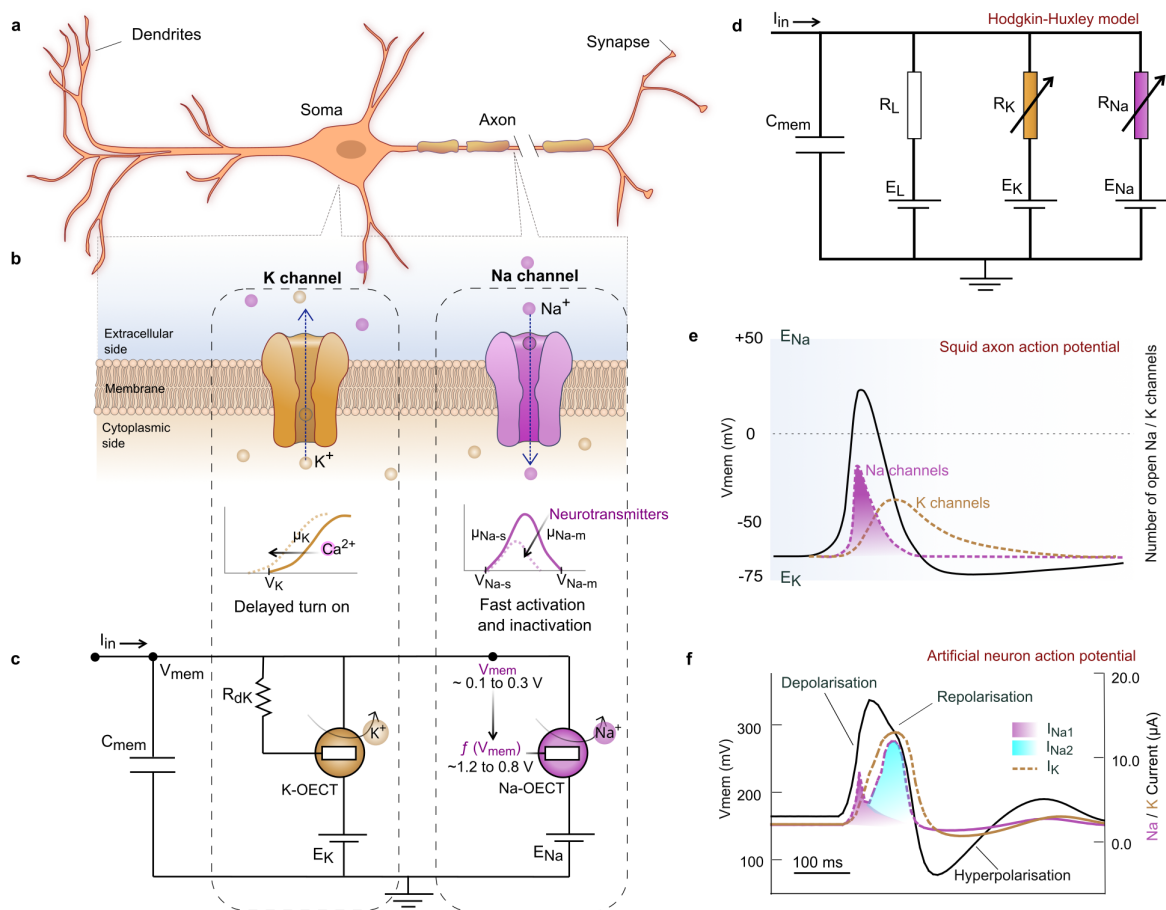 a
Dendrites
Soma
Axon
Synapse
b
K channel
Na channel
Na+
Extracellular
side
Membrane
Cytoplasmic
side
K+
μK
Ca2+
VK
Delayed turn on
Neurotransmitters
μNa-s
μNa-m
VNa-s
VNa-m
Fast activation
and inactivation
c
Iin
Vmem
RdK
Cmem
K+
K-OECT
EK
Vmem
~ 0.1 to 0.3 V
f (Vmem)
~1.2 to 0.8 V
Na+
Na-OECT
ENa
d
Iin
Hodgkin-Huxley model
Cmem
RL
RK
RNa
EL
EK
ENa
e
+50
ENa
Squid axon action potential
0
Vmem (mV)
Na channels
K channels
-50
-75
EK
Number of open Na / K channels
f
Artificial neuron action potential
Depolarisation
Repolarisation
INa1
INa2
IK
Vmem (mV)
300
200
100
20.0
10.0
0.0
Na / K Current (μA)
100 ms
Hyperpolarisation